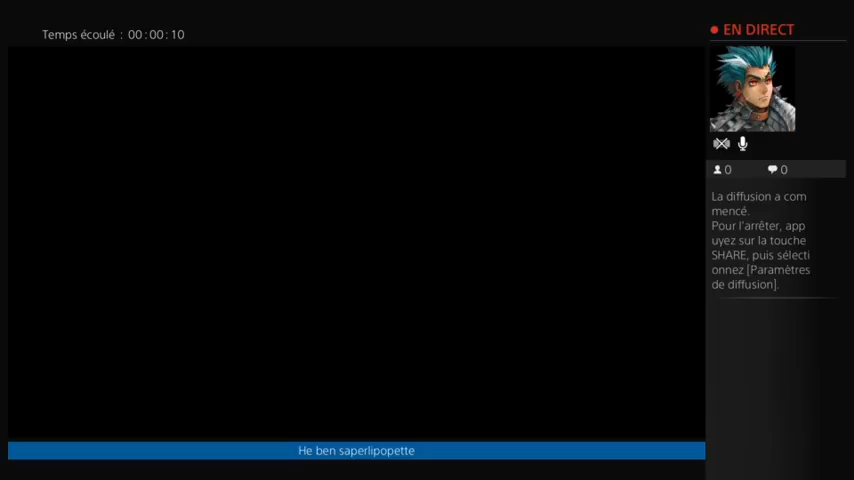 Temps écoulé : 00:00:10
EN DIRECT
0 0
La diffusion a com
mencé.
Pour l'arrêter, app
uyez sur la touche
SHARE, puis sélecti
onnez [Paramètres
de diffusion].
He ben saperlipopette